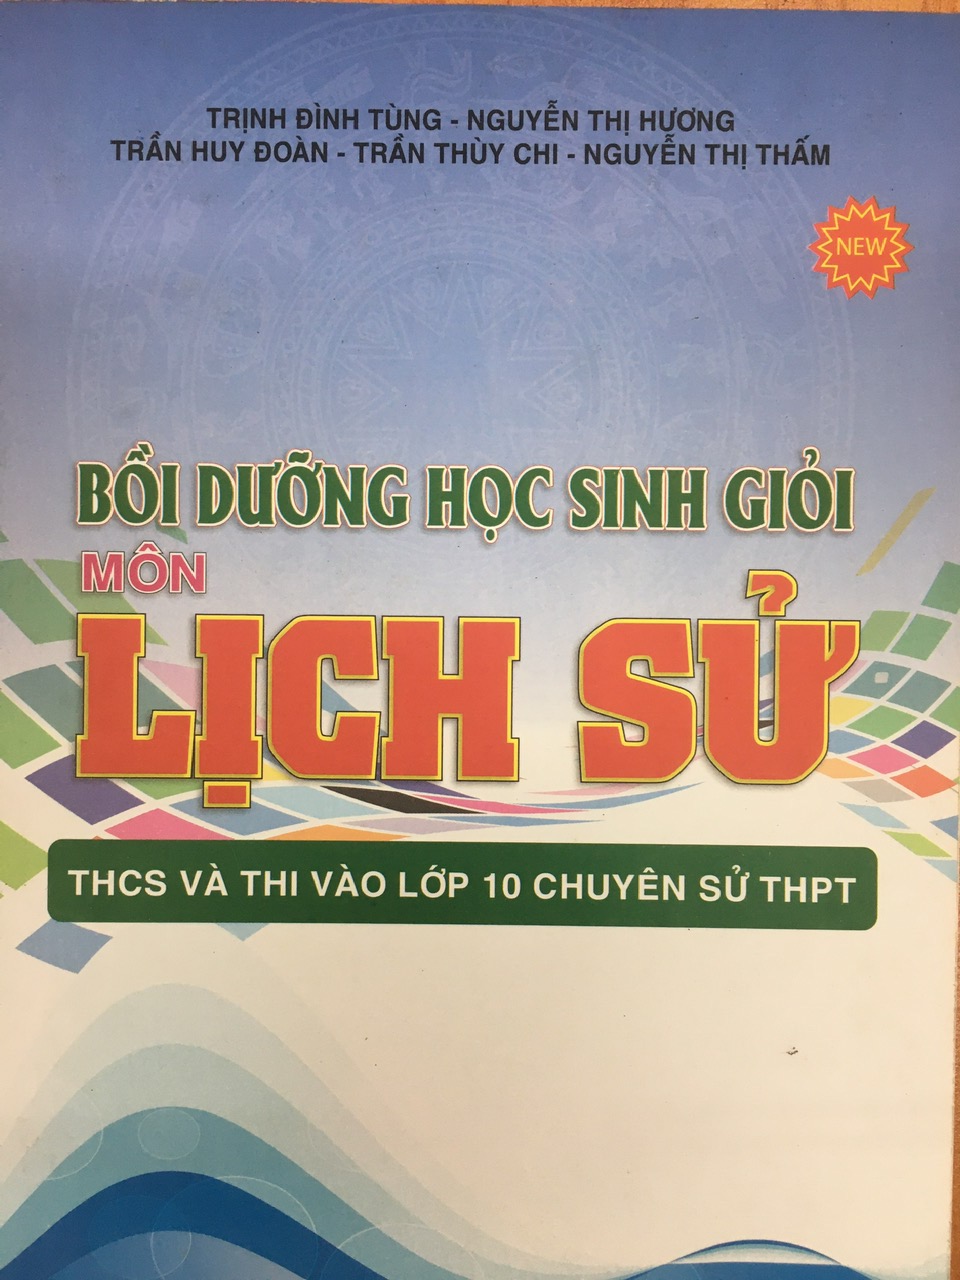 TRỊNH ĐÌNH TÙNG - NGUYỄN THỊ HƯƠNG
TRẦN HUY ĐOÀN - TRẦN THÙY CHI - NGUYỄN THỊ THẤM
NEW
BỒI DƯỠNG HỌC SINH GIỎI
MÔN
LỊCH SỬ
THCS VÀ THI VÀO LỚP 10 CHUYÊN SỬ THPT